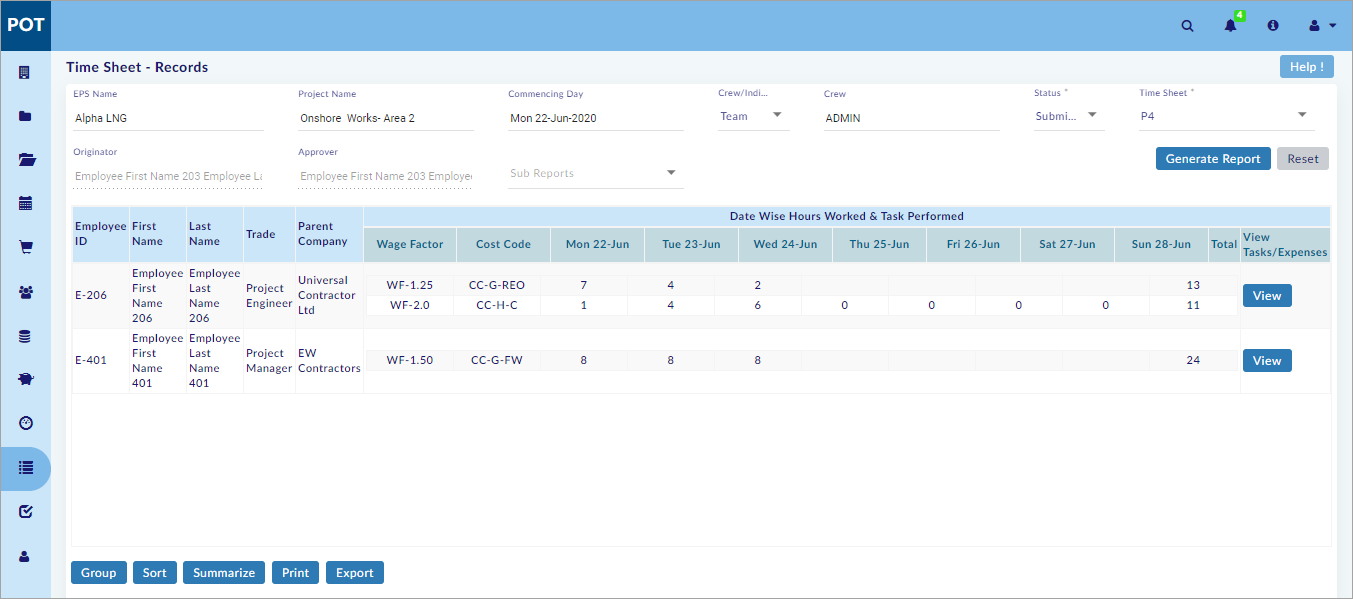 POT
4
Time Sheet - Records
Help !
EPS Name
Project Name
Commencing Day
Crew/Indi...
Crew
Status *
Time Sheet *
Alpha LNG
Onshore Works- Area 2
Mon 22-Jun-2020
Team
ADMIN
Submi...
P4
Originator
Approver
Employee First Name 203 Employee La
Employee First Name 203 Employee
Sub Reports
Generate Report
Reset
Employee ID
First Name
Last Name
Trade
Parent Company
Date Wise Hours Worked & Task Performed
Wage Factor
Cost Code
Mon 22-Jun
Tue 23-Jun
Wed 24-Jun
Thu 25-Jun
Fri 26-Jun
Sat 27-Jun
Sun 28-Jun
Total
View Tasks/Expenses
E-206
Employee First Name 206
Employee Last Name 206
Project Engineer
Universal Contractor Ltd
WF-1.25 CC-G-REO 7 4 2 13
WF-2.0 CC-H-C 1 4 6 0 0 0 0 11
View
E-401
Employee First Name 401
Employee Last Name 401
Project Manager
EW Contractors
WF-1.50 CC-G-FW 8 8 8 24
View
Group
Sort
Summarize
Print
Export